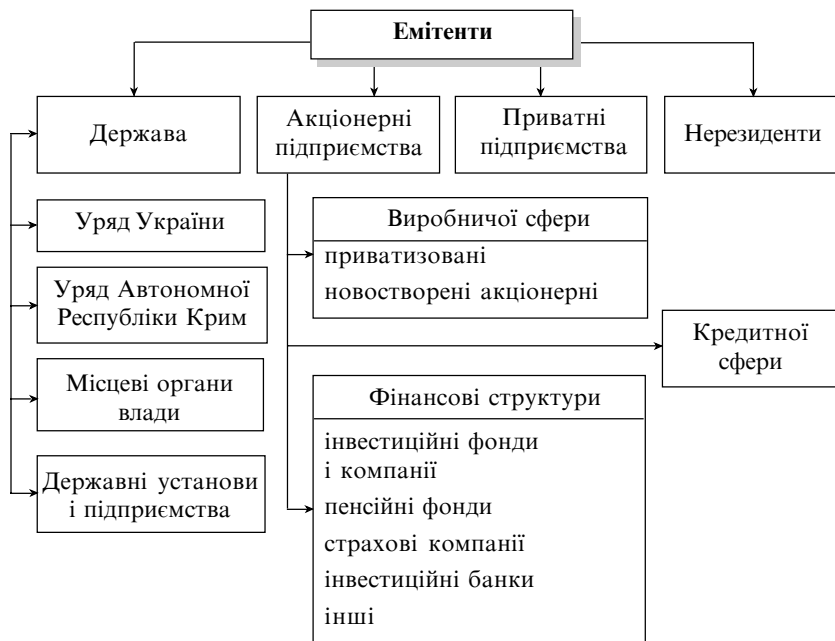 Емітенти
Держава
Акціонерні
підприємства
Приватні
підприємства
Нерезиденти
Уряд України
Уряд Автономної
Республіки Крим
Місцеві органи
влади
Державні установи
і підприємства
Виробничої сфери
приватизовані
новостворені акціонерні
Кредитної
сфери
Фінансові структури
інвестиційні фонди
і компанії
пенсійні фонди
страхові компанії
інвестиційні банки
інші